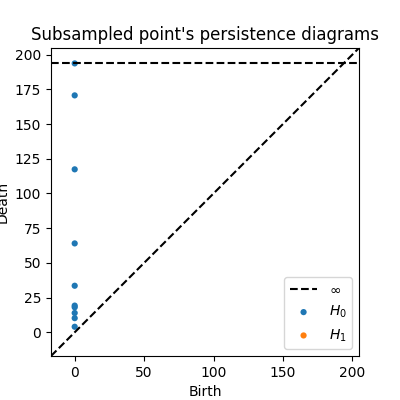 Subsampled point's persistence diagrams
200
175
150
125
100
75
50
25
0
Death
0 50 100 150 200
Birth
∞
H₀
H₁